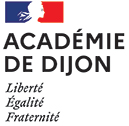 ACADÉMIE
DE DIJON
Liberté
Égalité
Fraternité